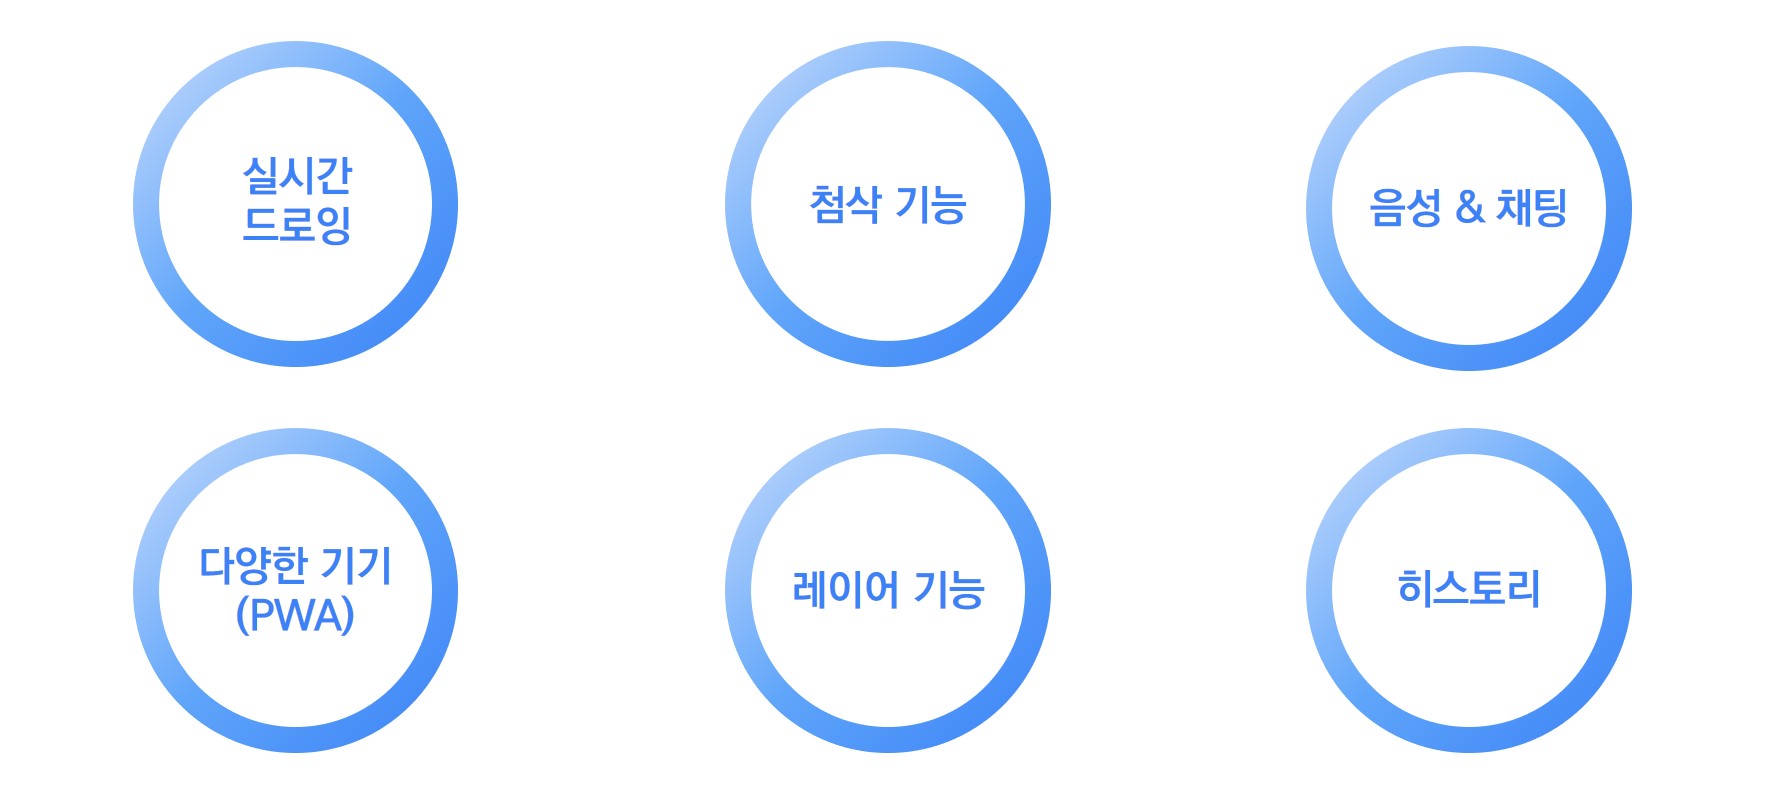 실시간
드로잉
첨삭 기능
음성 & 채팅
다양한 기기
(PWA)
레이어 기능
히스토리